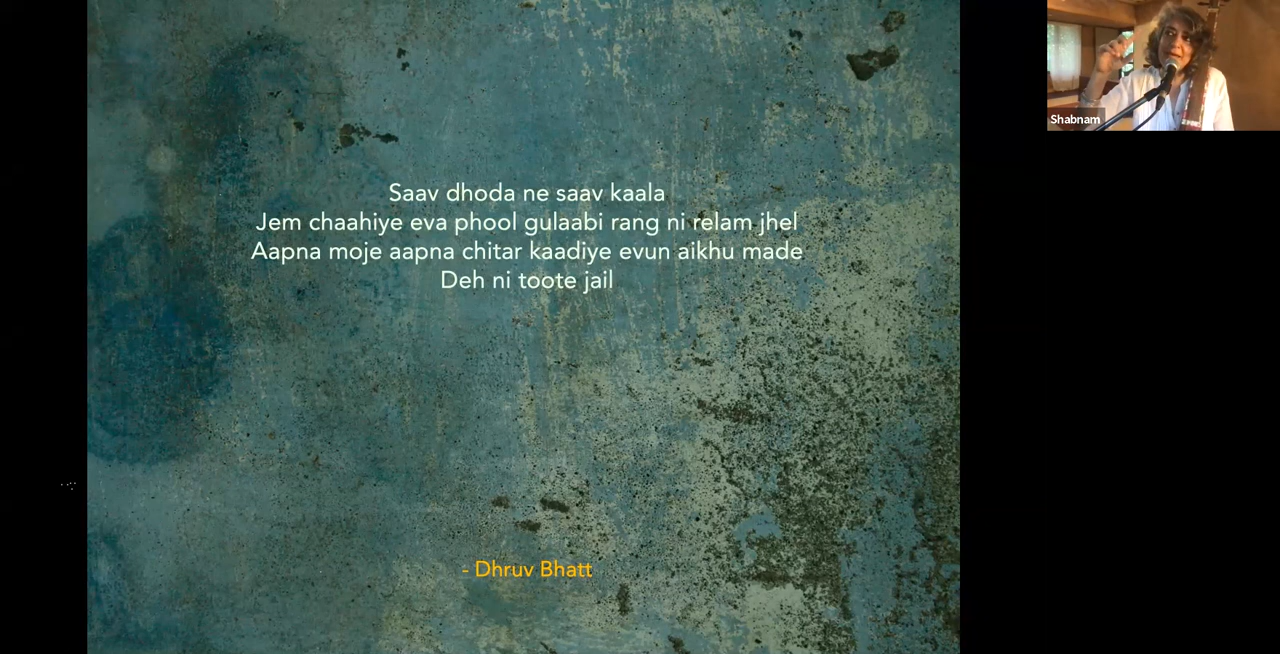 Saav dhoda ne saav kaala
Jem chaahiye eva phool gulaabi rang ni relam jhel
Aapna moje aapna chitar kaadiye evun aikhu made
Deh ni toote jail
- Dhruv Bhatt
Shabnam